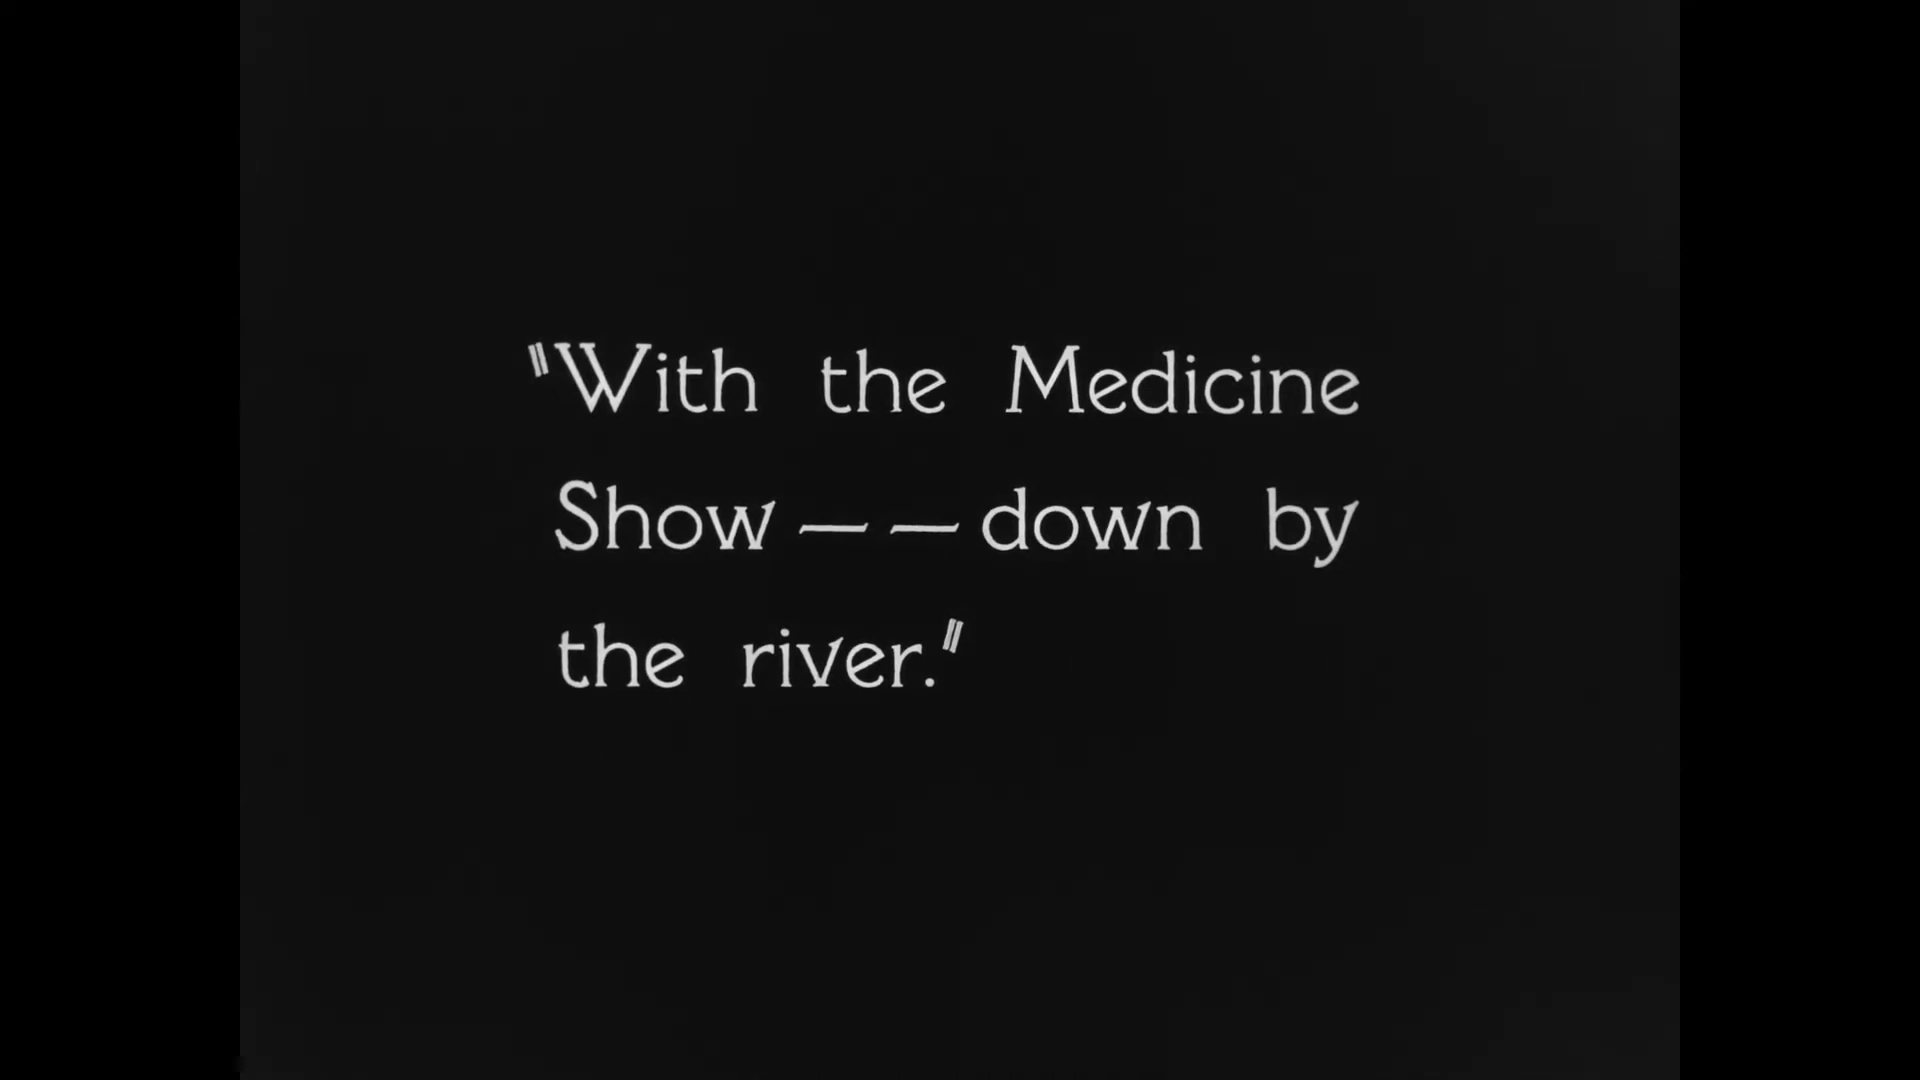 "With the Medicine
Show — — down by
the river."